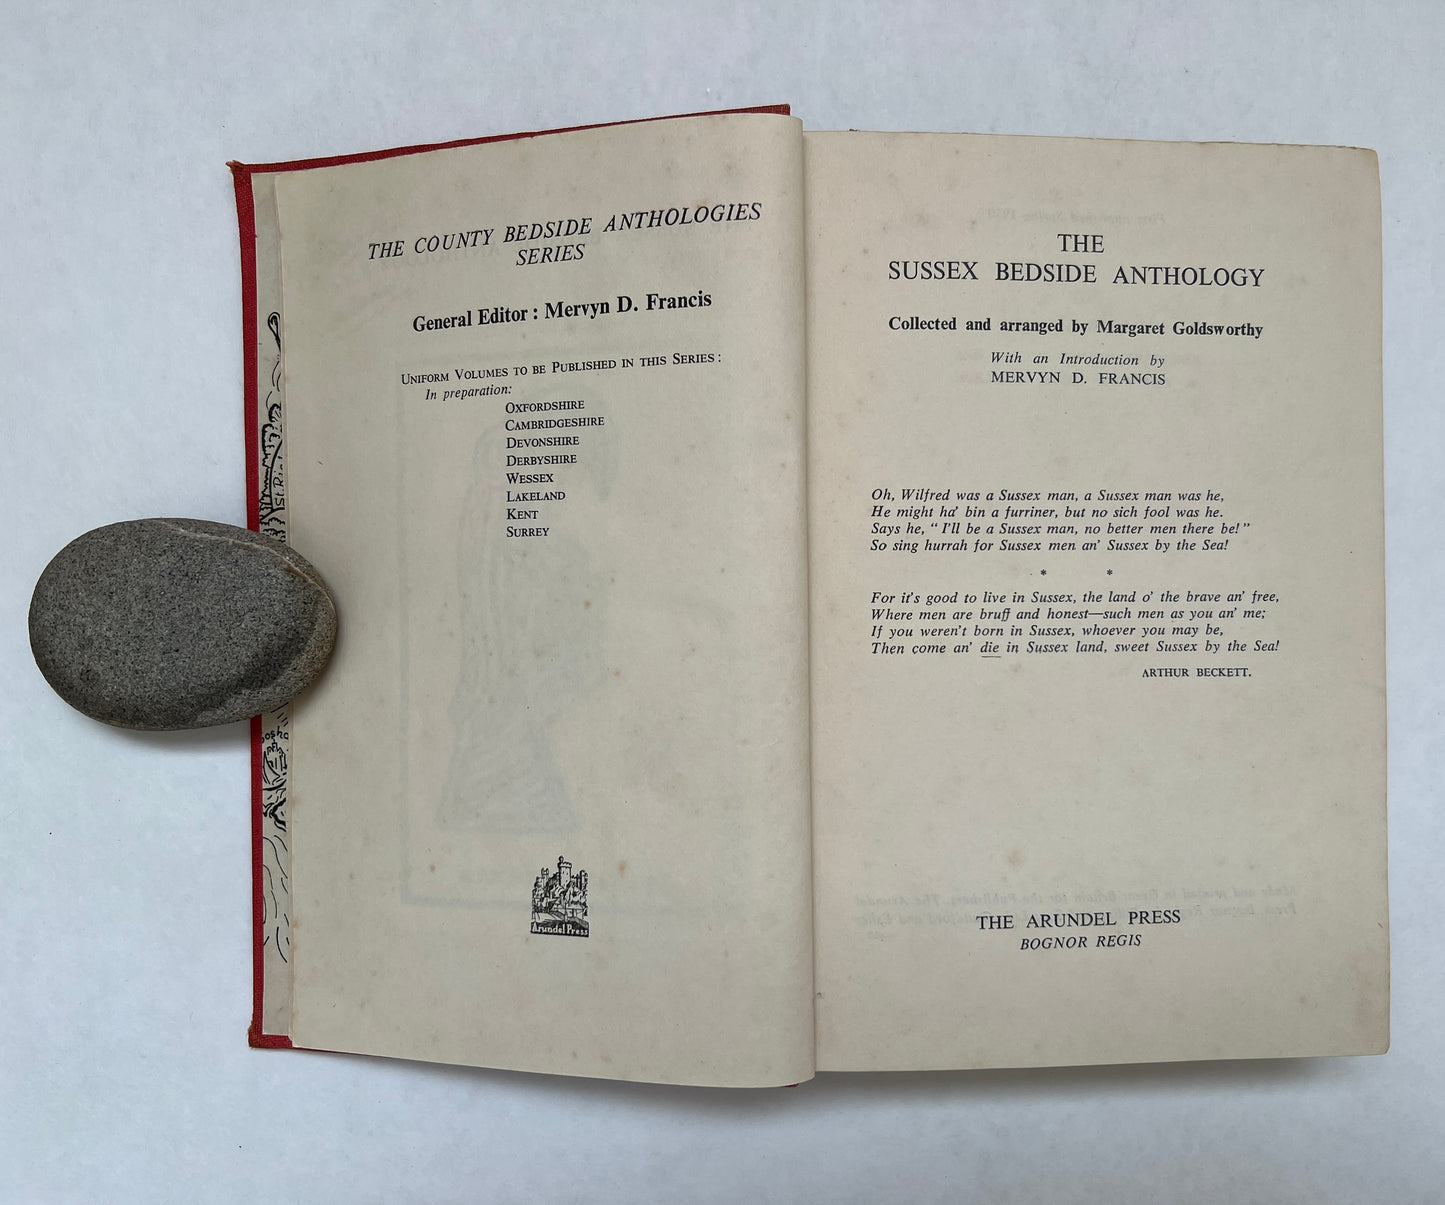 THE COUNTY BEDSIDE ANTHOLOGIES
SERIES
General Editor : Mervyn D. Francis
UNIFORM VOLUMES TO BE PUBLISHED IN THIS SERIES :
In preparation:
OXFORDSHIRE
CAMBRIDGESHIRE
DEVONSHIRE
DERBYSHIRE
WESSEX
LAKELAND
KENT
SURREY
Arundel Press
THE
SUSSEX BEDSIDE ANTHOLOGY
Collected and arranged by Margaret Goldsworthy
With an Introduction by
MERVYN D. FRANCIS
Oh, Wilfred was a Sussex man, a Sussex man was he,
He might ha' bin a furriner, but no sich fool was he.
Says he, " I'll be a Sussex man, no better men there be! "
So sing hurrah for Sussex men an' Sussex by the Sea!
* *
For it's good to live in Sussex, the land o' the brave an' free,
Where men are bruff and honest—such men as you an' me;
If you weren't born in Sussex, whoever you may be,
Then come an' die in Sussex land, sweet Sussex by the Sea!
ARTHUR BECKETT.
THE ARUNDEL PRESS
BOGNOR REGIS